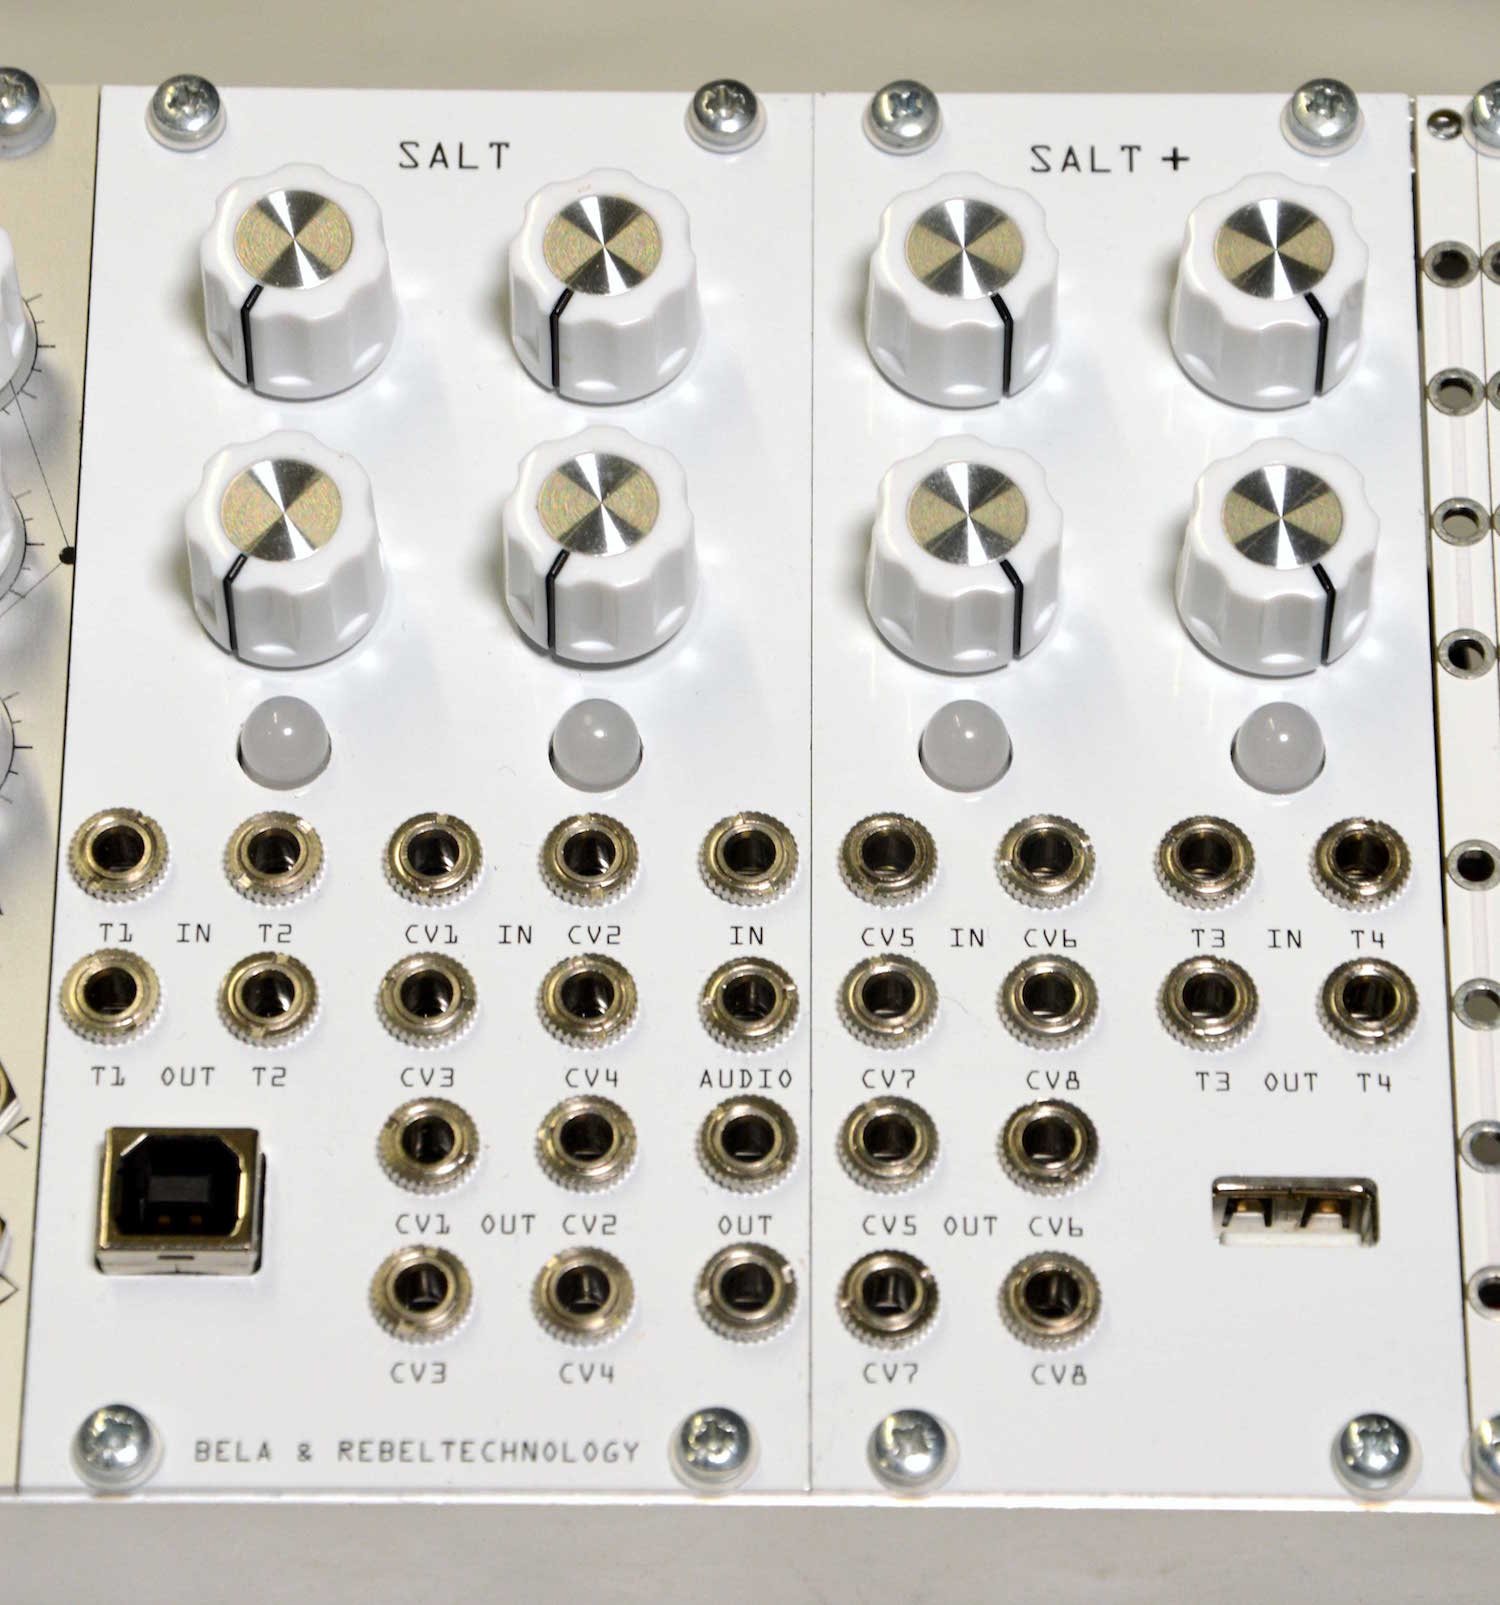 SALT
SALT +
T1 IN T2 CV1 IN CV2 IN CV5 IN CV6 T3 IN T4
T1 OUT T2 CV3 CV4 AUDIO CV7 CV8 T3 OUT T4
CV1 OUT CV2 OUT CV5 OUT CV6
CV3 CV4 CV7 CV8
BELA & REBELTECHNOLOGY